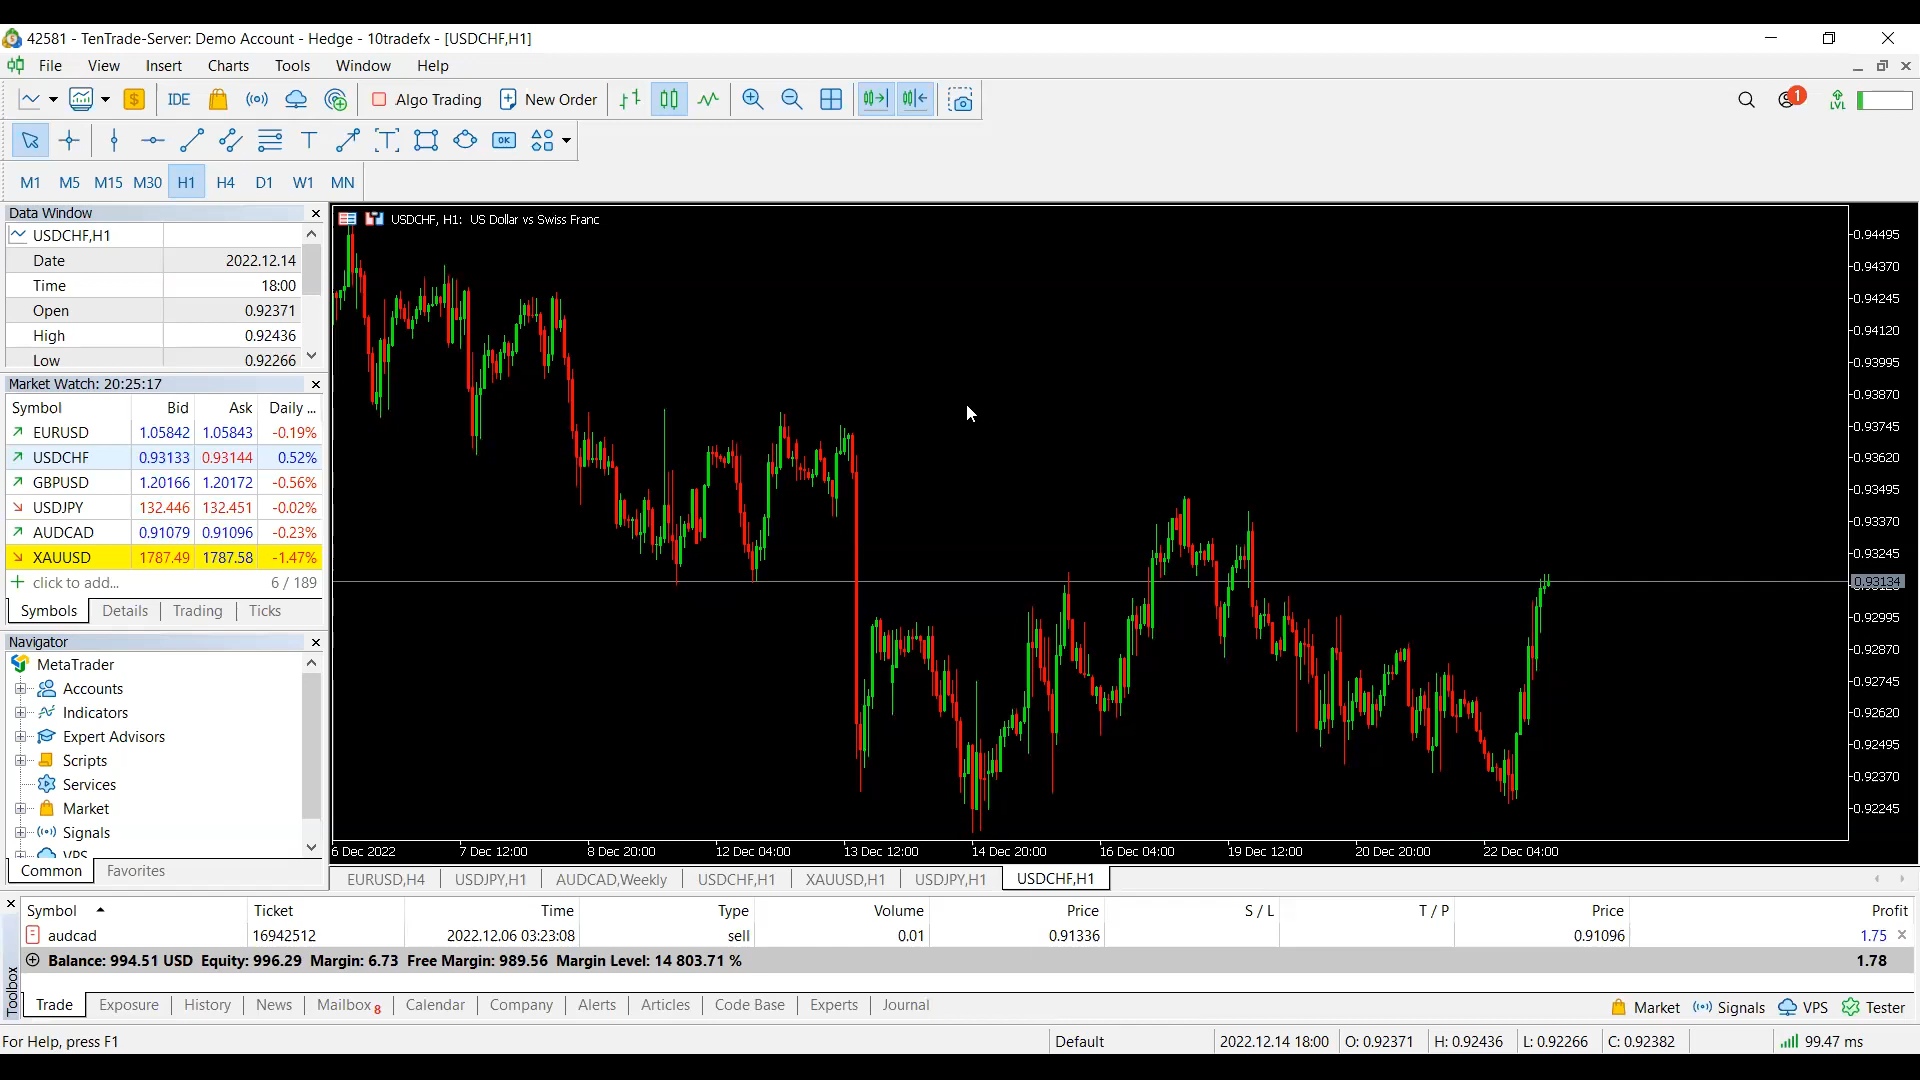 42581 - TenTrade-Server: Demo Account - Hedge - 10tradefx - [USDCHF,H1]
File View Insert Charts Tools Window Help
$ IDE Algo Trading New Order 1 LVL
T T OK
M1 M5 M15 M30 H1 H4 D1 W1 MN
Data Window
USDCHF,H1
Date 2022.12.14
Time 18:00
Open 0.92371
High 0.92436
Low 0.92266
Market Watch: 20:25:17
Symbol Bid Ask Daily ...
EURUSD 1.05842 1.05843 -0.19%
USDCHF 0.93133 0.93144 0.52%
GBPUSD 1.20166 1.20172 -0.56%
USDJPY 132.446 132.451 -0.02%
AUDCAD 0.91079 0.91096 -0.23%
XAUUSD 1787.49 1787.58 -1.47%
click to add... 6 / 189
Symbols Details Trading Ticks
Navigator
MetaTrader
Accounts
Indicators
Expert Advisors
Scripts
Services
Market
Signals
VPS
Common Favorites
USDCHF, H1: US Dollar vs Swiss Franc
0.94495
0.94370
0.94245
0.94120
0.93995
0.93870
0.93745
0.93620
0.93495
0.93370
0.93245
0.93134
0.92995
0.92870
0.92745
0.92620
0.92495
0.92370
0.92245
6 Dec 2022 7 Dec 12:00 8 Dec 20:00 12 Dec 04:00 13 Dec 12:00 14 Dec 20:00 16 Dec 04:00 19 Dec 12:00 20 Dec 20:00 22 Dec 04:00
EURUSD,H4 USDJPY,H1 AUDCAD,Weekly USDCHF,H1 XAUUSD,H1 USDJPY,H1 USDCHF,H1
Symbol Ticket Time Type Volume Price S / L T / P Price Profit
audcad 16942512 2022.12.06 03:23:08 sell 0.01 0.91336 0.91096 1.75
Balance: 994.51 USD Equity: 996.29 Margin: 6.73 Free Margin: 989.56 Margin Level: 14 803.71 % 1.78
Toolbox
Trade Exposure History News Mailbox 8 Calendar Company Alerts Articles Code Base Experts Journal Market Signals VPS Tester
For Help, press F1 Default 2022.12.14 18:00 O: 0.92371 H: 0.92436 L: 0.92266 C: 0.92382 99.47 ms